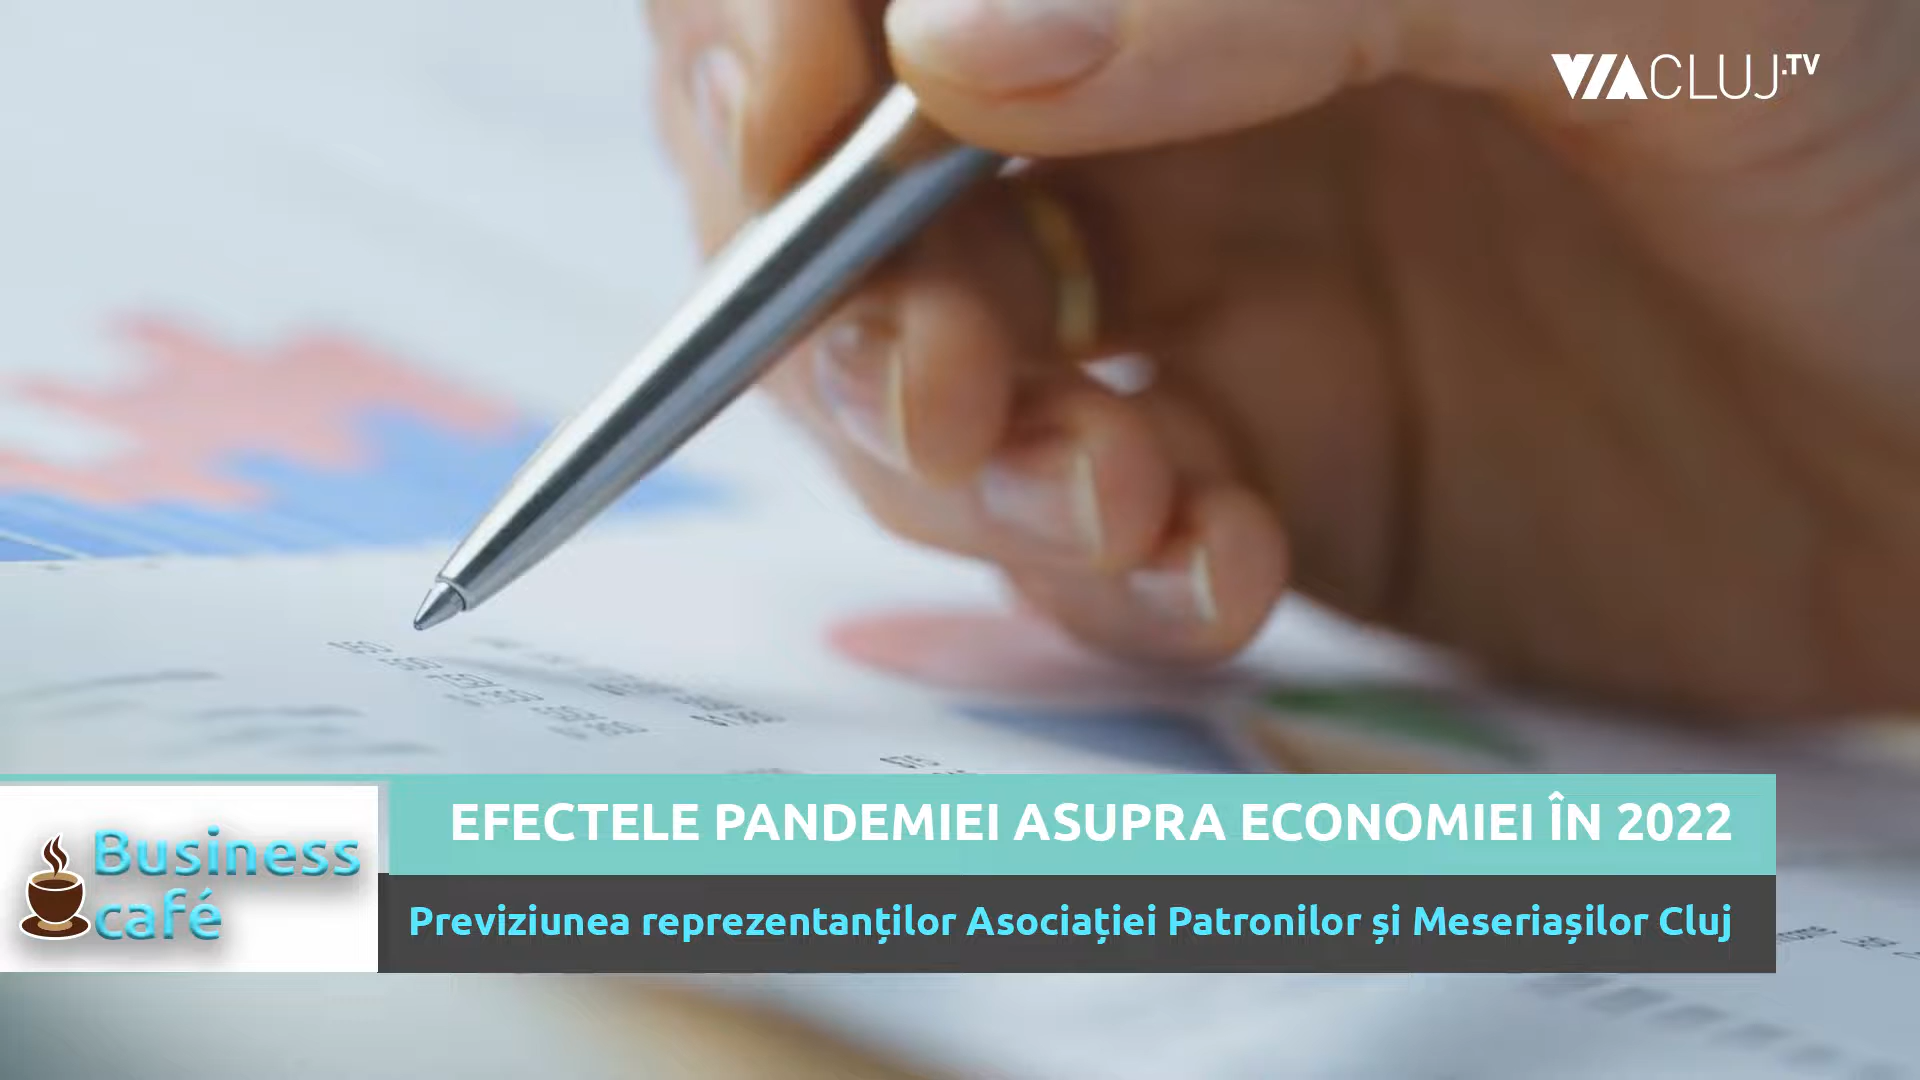 VIACLUJ.TV
EFECTELE PANDEMIEI ASUPRA ECONOMIEI ÎN 2022
Business
café
Previziunea reprezentanților Asociației Patronilor și Meseriașilor Cluj